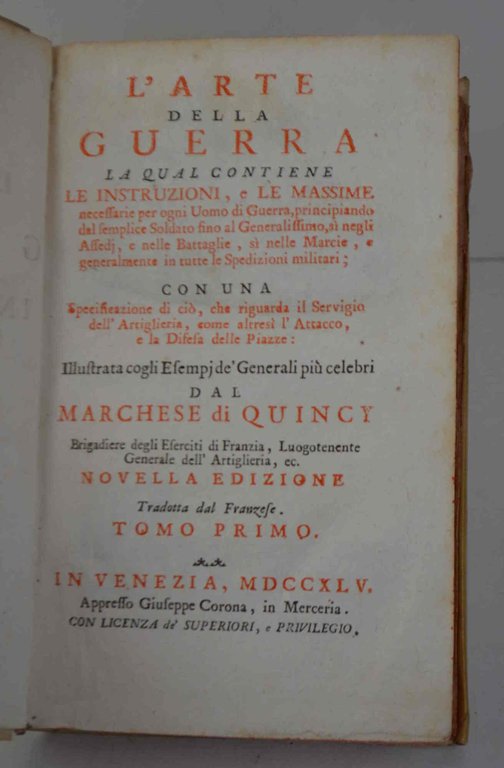 L'ARTE
DELLA
GUERRA
LA QUAL CONTIENE
LE INSTRUZIONI, e LE MASSIME
necessarie per ogni Uomo di Guerra, principiando
dal semplice Soldato fino al Generalissimo, sì negli
Assedj, e nelle Battaglie, sì nelle Marcie, e
generalmente in tutte le Spedizioni militari;
CON UNA
Specificazione di ciò, che riguarda il Servigio
dell' Artiglieria, come altresì l' Attacco,
e la Difesa delle Piazze:
Illustrata cogli Esempj de' Generali più celebri
DAL
MARCHESE di QUINCY
Brigadiere degli Eserciti di Franzia, Luogotenente
Generale dell' Artiglieria, ec.
NOVELLA EDIZIONE
Tradotta dal Franzese.
TOMO PRIMO.
IN VENEZIA, MDCCXLV.
Appresso Giuseppe Corona, in Merceria.
CON LICENZA de' SUPERIORI, e PRIVILEGIO.